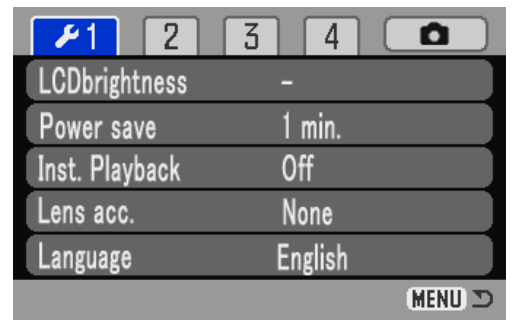 1 2 3 4
LCDbrightness –
Power save 1 min.
Inst. Playback Off
Lens acc. None
Language English
MENU